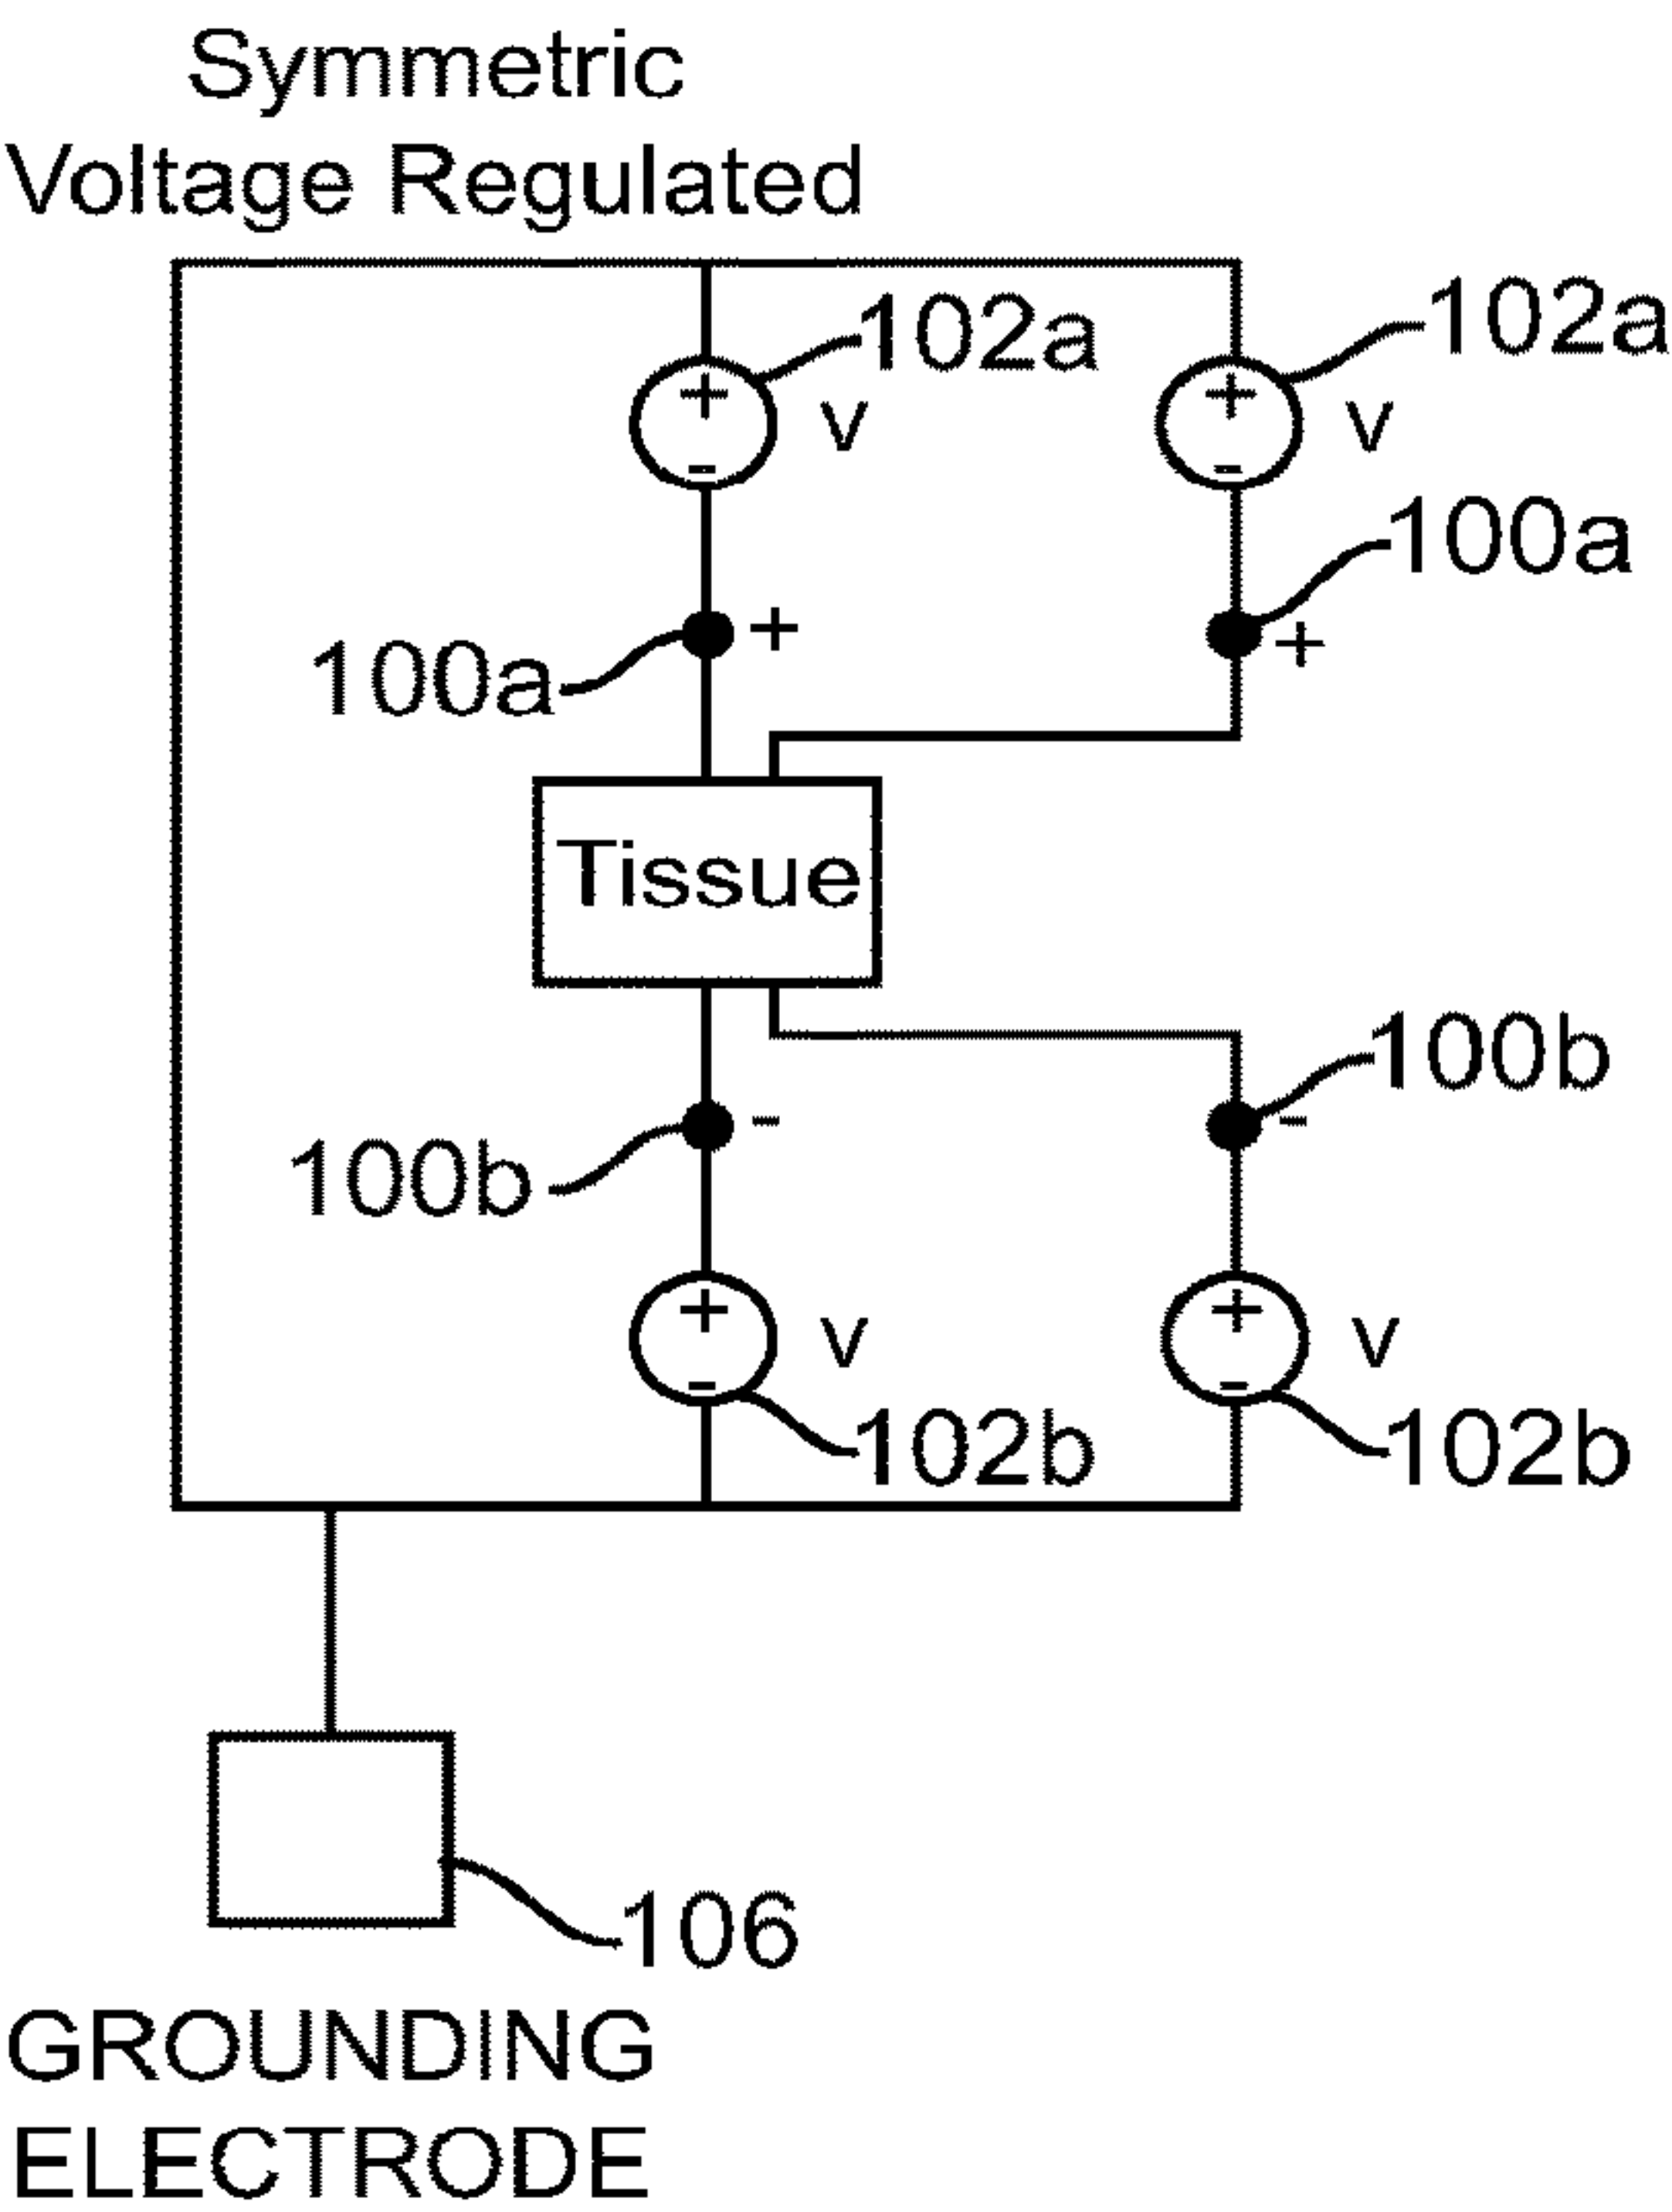 Symmetric
Voltage Regulated
102a
102a
+
v
-
+
v
-
100a
100a
+
+
Tissue
100b
100b
-
-
+
v
-
+
v
-
102b
102b
106
GROUNDING
ELECTRODE